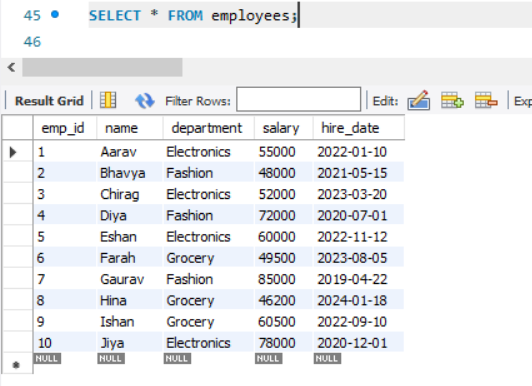 45 SELECT * FROM employees;
46
Result Grid Filter Rows: Edit: Exp
emp_id name department salary hire_date
1 Aarav Electronics 55000 2022-01-10
2 Bhavya Fashion 48000 2021-05-15
3 Chirag Electronics 52000 2023-03-20
4 Diya Fashion 72000 2020-07-01
5 Eshan Electronics 60000 2022-11-12
6 Farah Grocery 49500 2023-08-05
7 Gaurav Fashion 85000 2019-04-22
8 Hina Grocery 46200 2024-01-18
9 Ishan Grocery 60500 2022-09-10
10 Jiya Electronics 78000 2020-12-01
NULL NULL NULL NULL NULL